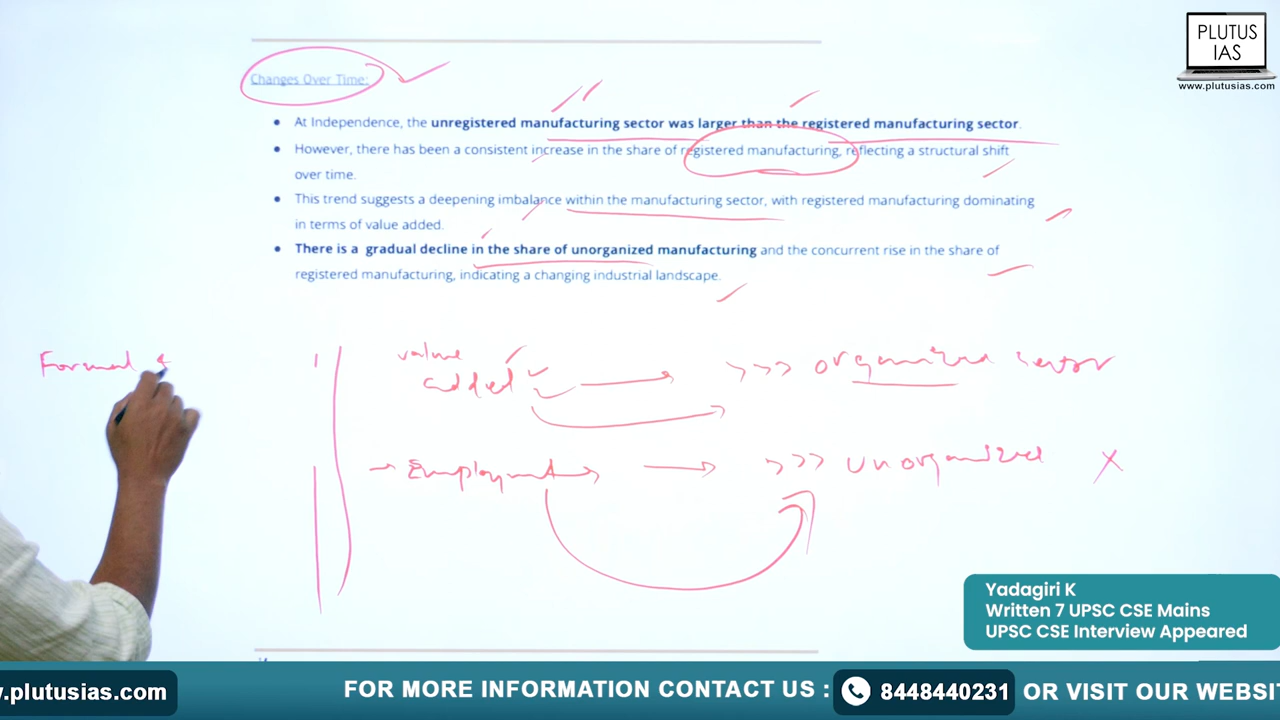 PLUTUS
IAS
www.plutusias.com
Changes Over Time:
• At Independence, the unregistered manufacturing sector was larger than the registered manufacturing sector.
• However, there has been a consistent increase in the share of registered manufacturing, reflecting a structural shift
over time.
• This trend suggests a deepening imbalance within the manufacturing sector, with registered manufacturing dominating
in terms of value added.
• There is a gradual decline in the share of unorganized manufacturing and the concurrent rise in the share of
registered manufacturing, indicating a changing industrial landscape.
Formal
value
added → >>> organized sector
→ Employment → >>> unorganized X
Yadagiri K
Written 7 UPSC CSE Mains
UPSC CSE Interview Appeared
.plutusias.com
FOR MORE INFORMATION CONTACT US : 8448440231 OR VISIT OUR WEBSI